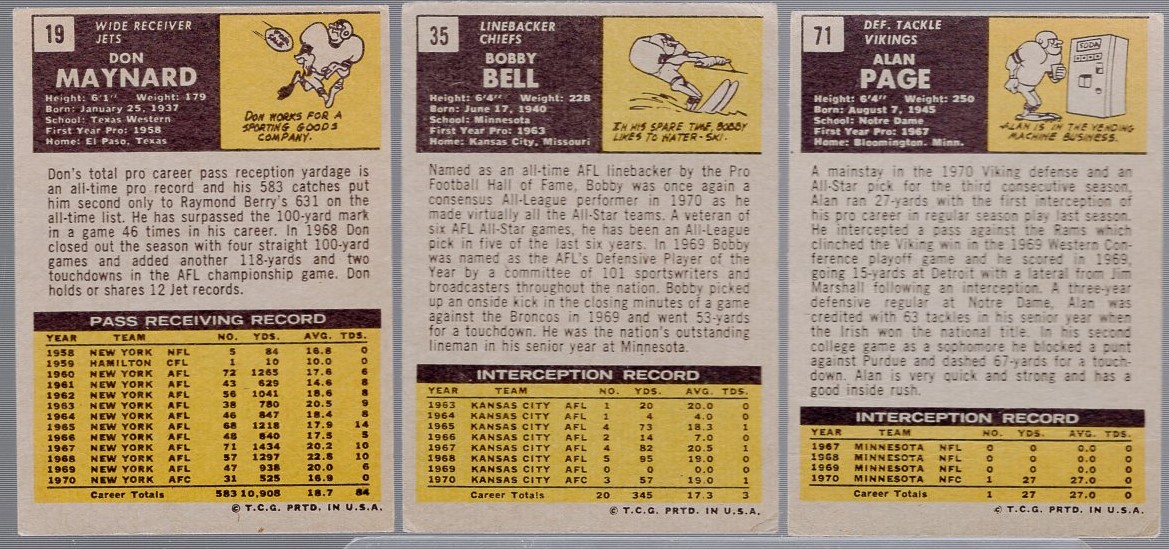 19
WIDE RECEIVER
JETS
DON
MAYNARD
Height: 6'1" Weight: 179
Born: January 25, 1937
School: Texas Western
First Year Pro: 1958
Home: El Paso, Texas
FOR SALE
DON WORKS FOR A
SPORTING GOODS
COMPANY.
Don's total pro career pass reception yardage is
an all-time pro record and his 583 catches put
him second only to Raymond Berry's 631 on the
all-time list. He has surpassed the 100-yard mark
in a game 46 times in his career. In 1968 Don
closed out the season with four straight 100-yard
games and added another 118-yards and two
touchdowns in the AFL championship game. Don
holds or shares 12 Jet records.
PASS RECEIVING RECORD
YEAR TEAM NO. YDS. AVG. TDS.
1958 NEW YORK NFL 5 84 16.8 0
1959 HAMILTON CFL 1 10 10.0 0
1960 NEW YORK AFL 72 1265 17.6 6
1961 NEW YORK AFL 43 629 14.6 8
1962 NEW YORK AFL 56 1041 18.6 8
1963 NEW YORK AFL 38 780 20.5 9
1964 NEW YORK AFL 46 847 18.4 8
1965 NEW YORK AFL 68 1218 17.9 14
1966 NEW YORK AFL 48 840 17.5 5
1967 NEW YORK AFL 71 1434 20.2 10
1968 NEW YORK AFL 57 1297 22.8 10
1969 NEW YORK AFL 47 938 20.0 6
1970 NEW YORK AFC 31 525 16.9 0
Career Totals 583 10,908 18.7 84
© T.C.G. PRTD. IN U.S.A.
35
LINEBACKER
CHIEFS
BOBBY
BELL
Height: 6'4" Weight: 228
Born: June 17, 1940
School: Minnesota
First Year Pro: 1963
Home: Kansas City, Missouri
IN HIS SPARE TIME, BOBBY
LIKES TO WATER-SKI.
Named as an all-time AFL linebacker by the Pro
Football Hall of Fame, Bobby was once again a
consensus All-League performer in 1970 as he
made virtually all the All-Star teams. A veteran of
six AFL All-Star games, he has been an All-League
pick in five of the last six years. In 1969 Bobby
was named as the AFL's Defensive Player of the
Year by a committee of 101 sportswriters and
broadcasters throughout the nation. Bobby picked
up an onside kick in the closing minutes of a game
against the Broncos in 1969 and went 53-yards
for a touchdown. He was the nation's outstanding
lineman in his senior year at Minnesota.
INTERCEPTION RECORD
YEAR TEAM NO. YDS. AVG. TDS.
1963 KANSAS CITY AFL 1 20 20.0 0
1964 KANSAS CITY AFL 1 4 4.0 0
1965 KANSAS CITY AFL 4 73 18.3 1
1966 KANSAS CITY AFL 2 14 7.0 0
1967 KANSAS CITY AFL 4 82 20.5 1
1968 KANSAS CITY AFL 5 95 19.0 0
1969 KANSAS CITY AFL 0 0 0.0 0
1970 KANSAS CITY AFC 3 57 19.0 1
Career Totals 20 345 17.3 3
© T.C.G. PRTD. IN U.S.A.
71
DEF. TACKLE
VIKINGS
ALAN
PAGE
Height: 6'4" Weight: 250
Born: August 7, 1945
School: Notre Dame
First Year Pro: 1967
Home: Bloomington. Minn.
SODA
ALAN IS IN THE VENDING
MACHINE BUSINESS.
A mainstay in the 1970 Viking defense and an
All-Star pick for the third consecutive season,
Alan ran 27-yards with the first interception of
his pro career in regular season play last season.
He intercepted a pass against the Rams which
clinched the Viking win in the 1969 Western Con-
ference playoff game and he scored in 1969,
going 15-yards at Detroit with a lateral from Jim
Marshall following an interception. A three-year
defensive regular at Notre Dame, Alan was
credited with 63 tackles in his senior year when
the Irish won the national title. In his second
college game as a sophomore he blocked a punt
against Purdue and dashed 67-yards for a touch-
down. Alan is very quick and strong and has a
good inside rush.
INTERCEPTION RECORD
YEAR TEAM NO. YDS. AVG. TDS.
1967 MINNESOTA NFL 0 0 0.0 0
1968 MINNESOTA NFL 0 0 0.0 0
1969 MINNESOTA NFL 0 0 0.0 0
1970 MINNESOTA NFC 1 27 27.0 0
Career Totals 1 27 27.0 0
© T.C.G. PRTD. IN U.S.A.